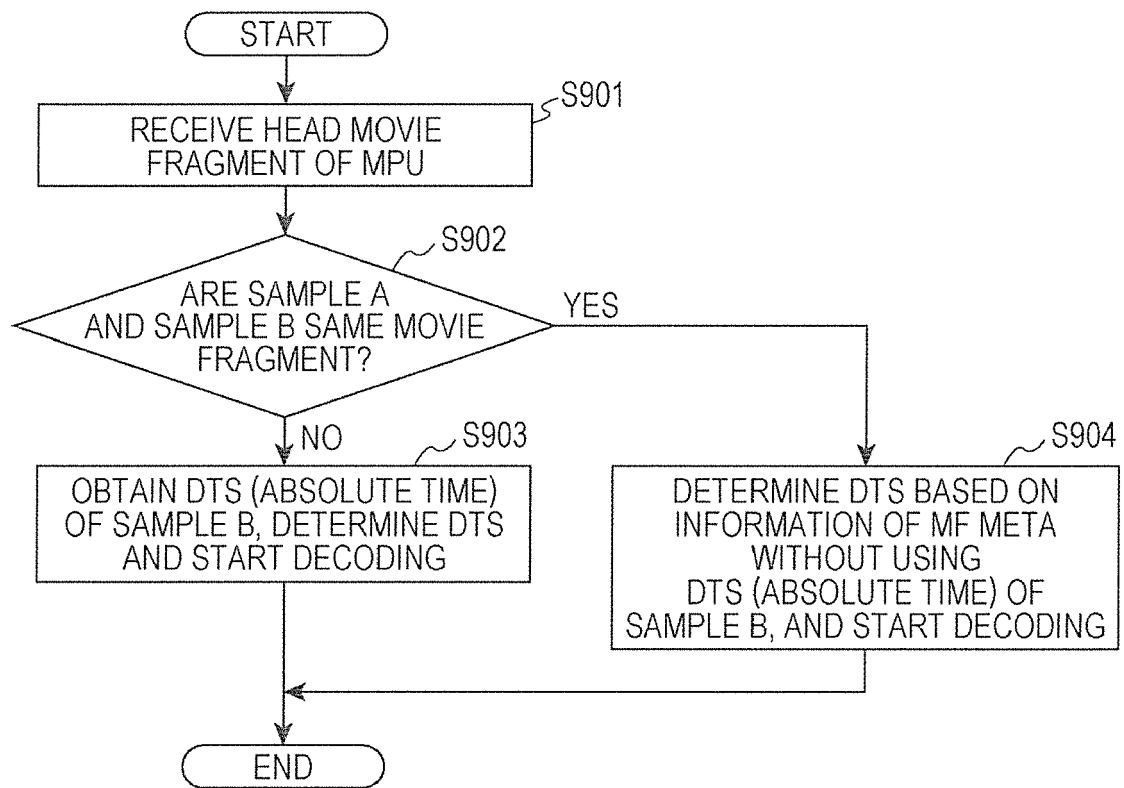 START
S901
RECEIVE HEAD MOVIE
FRAGMENT OF MPU
S902
ARE SAMPLE A
AND SAMPLE B SAME MOVIE
FRAGMENT?
YES
NO
S903
OBTAIN DTS (ABSOLUTE TIME)
OF SAMPLE B, DETERMINE DTS
AND START DECODING
S904
DETERMINE DTS BASED ON
INFORMATION OF MF META
WITHOUT USING
DTS (ABSOLUTE TIME) OF
SAMPLE B, AND START DECODING
END